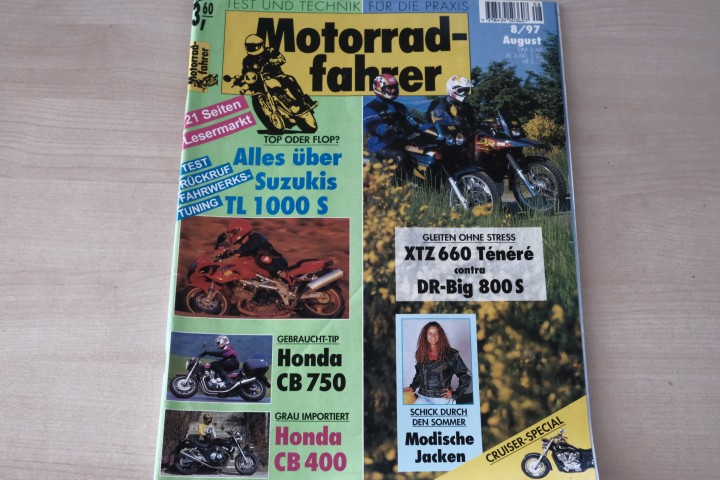 TEST UND TECHNIK FÜR DIE PRAXIS
3,60
Motorrad-
fahrer
8/97
August
Motorrad-
fahrer
21 Seiten
Lesermarkt
TOP ODER FLOP?
Alles über
Suzukis
TL 1000 S
TEST
RÜCKRUF
FAHRWERKS-
TUNING
GLEITEN OHNE STRESS
XTZ 660 Ténéré
contra
DR-Big 800 S
GEBRAUCHT-TIP
Honda
CB 750
GRAU IMPORTIERT
Honda
CB 400
SCHICK DURCH
DEN SOMMER
Modische
Jacken
CRUISER-SPECIAL